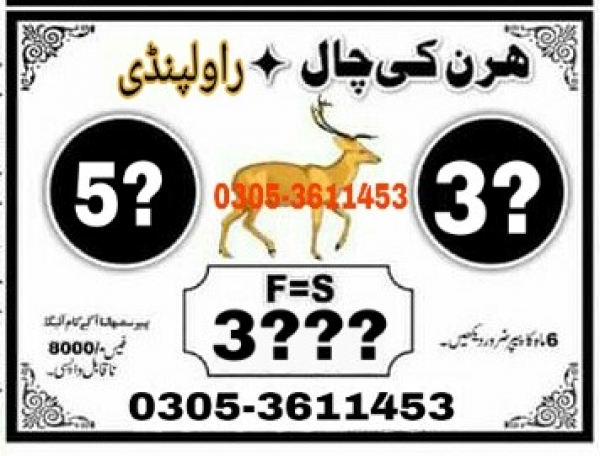 ھرن کی چال ✦ راولپنڈی
5?
3?
0305-3611453
F=S
3???
6 ماہ کا پیپر ضرور دیکھیں۔
فیس -/8000
ناقابل واپسی۔
0305-3611453